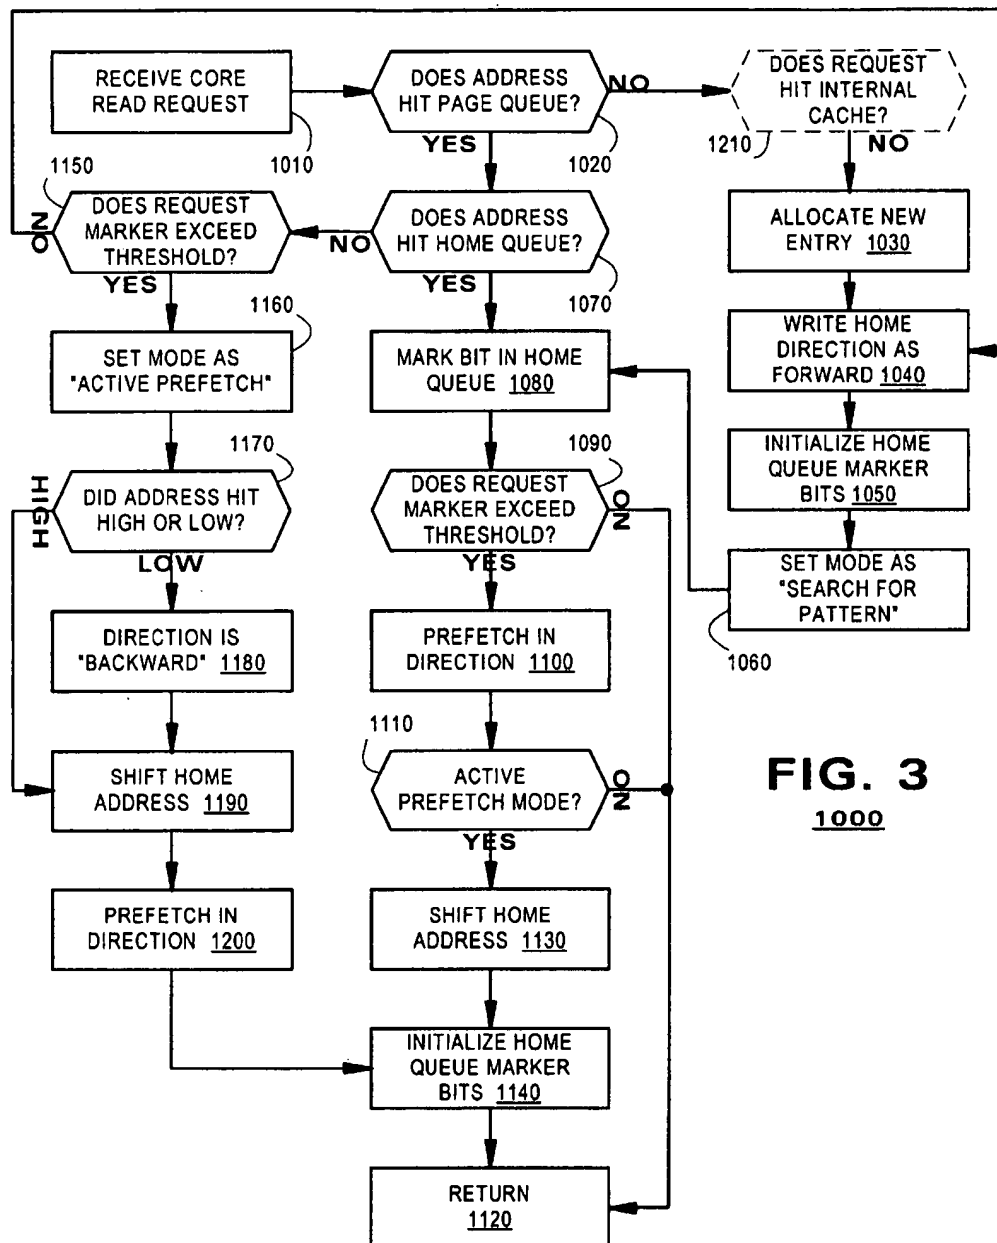 RECEIVE CORE
READ REQUEST
1010
DOES ADDRESS
HIT PAGE QUEUE?
1020
NO
YES
DOES REQUEST
HIT INTERNAL
CACHE?
1210
NO
1150
DOES REQUEST
MARKER EXCEED
THRESHOLD?
NO
YES
DOES ADDRESS
HIT HOME QUEUE?
NO
YES
1070
ALLOCATE NEW
ENTRY 1030
1160
SET MODE AS
"ACTIVE PREFETCH"
MARK BIT IN HOME
QUEUE 1080
WRITE HOME
DIRECTION AS
FORWARD 1040
1170
DID ADDRESS HIT
HIGH OR LOW?
HIGH
LOW
1090
DOES REQUEST
MARKER EXCEED
THRESHOLD?
NO
YES
INITIALIZE HOME
QUEUE MARKER
BITS 1050
SET MODE AS
"SEARCH FOR
PATTERN"
1060
DIRECTION IS
"BACKWARD" 1180
PREFETCH IN
DIRECTION 1100
1110
SHIFT HOME
ADDRESS 1190
ACTIVE
PREFETCH MODE?
NO
YES
FIG. 3
1000
PREFETCH IN
DIRECTION 1200
SHIFT HOME
ADDRESS 1130
INITIALIZE HOME
QUEUE MARKER
BITS 1140
RETURN
1120